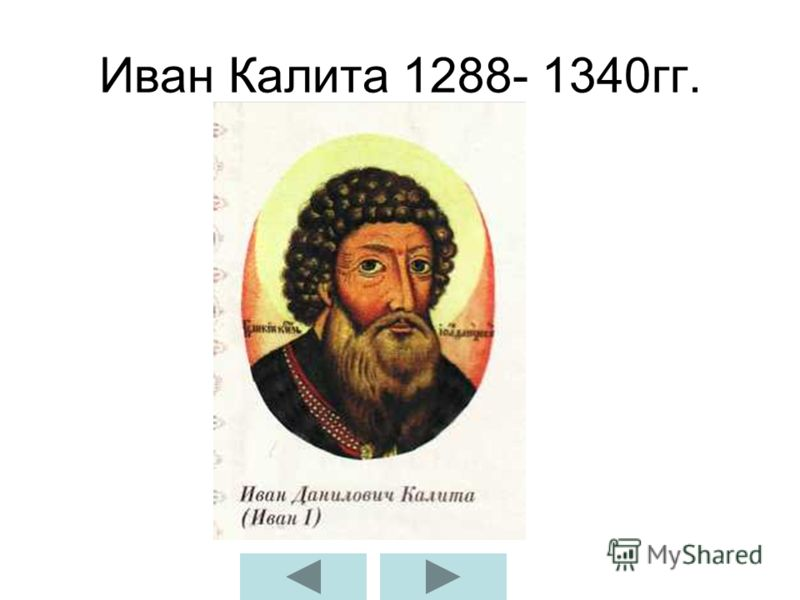 Иван Калита 1288- 1340гг.
Иван Данилович Калита
(Иван I)
MyShared